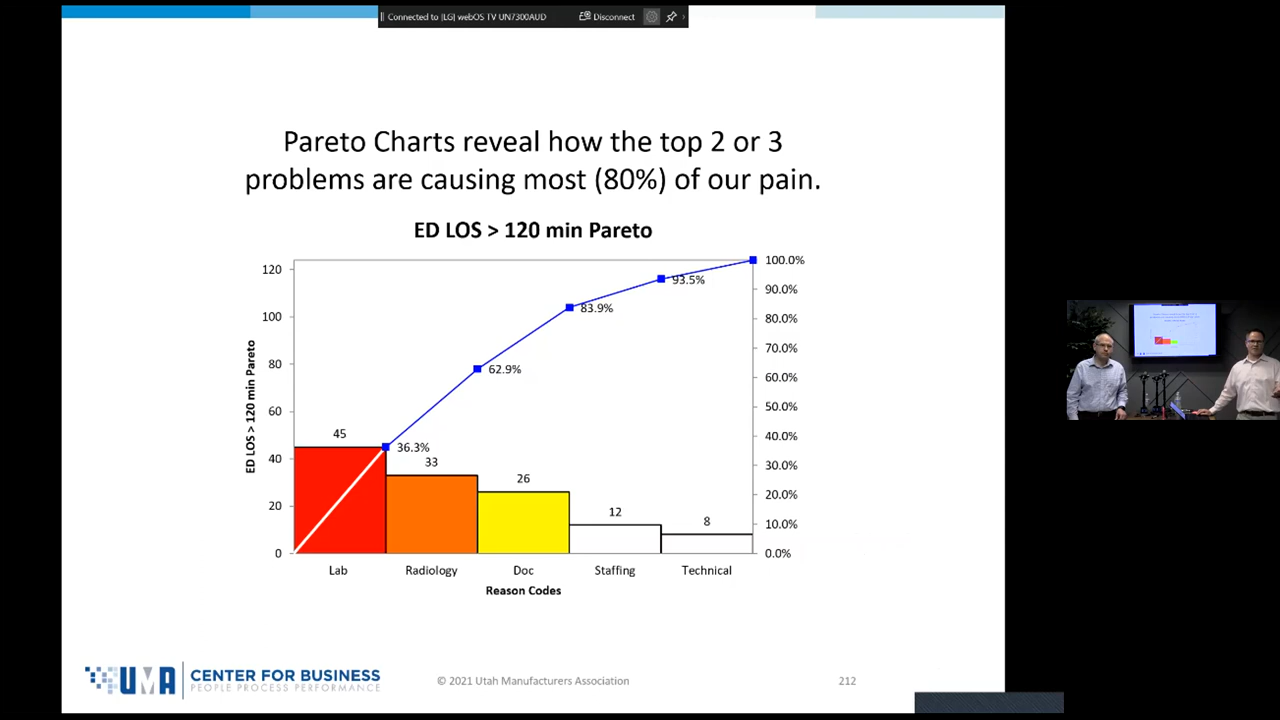 Connected to [LG] webOS TV UN7300AUD Disconnect
Pareto Charts reveal how the top 2 or 3
problems are causing most (80%) of our pain.
ED LOS > 120 min Pareto
ED LOS > 120 min Pareto
120
100
80
60
40
20
0
100.0%
90.0%
80.0%
70.0%
60.0%
50.0%
40.0%
30.0%
20.0%
10.0%
0.0%
45
33
26
12
8
36.3%
62.9%
83.9%
93.5%
Lab Radiology Doc Staffing Technical
Reason Codes
UMA CENTER FOR BUSINESS
PEOPLE PROCESS PERFORMANCE
© 2021 Utah Manufacturers Association
212